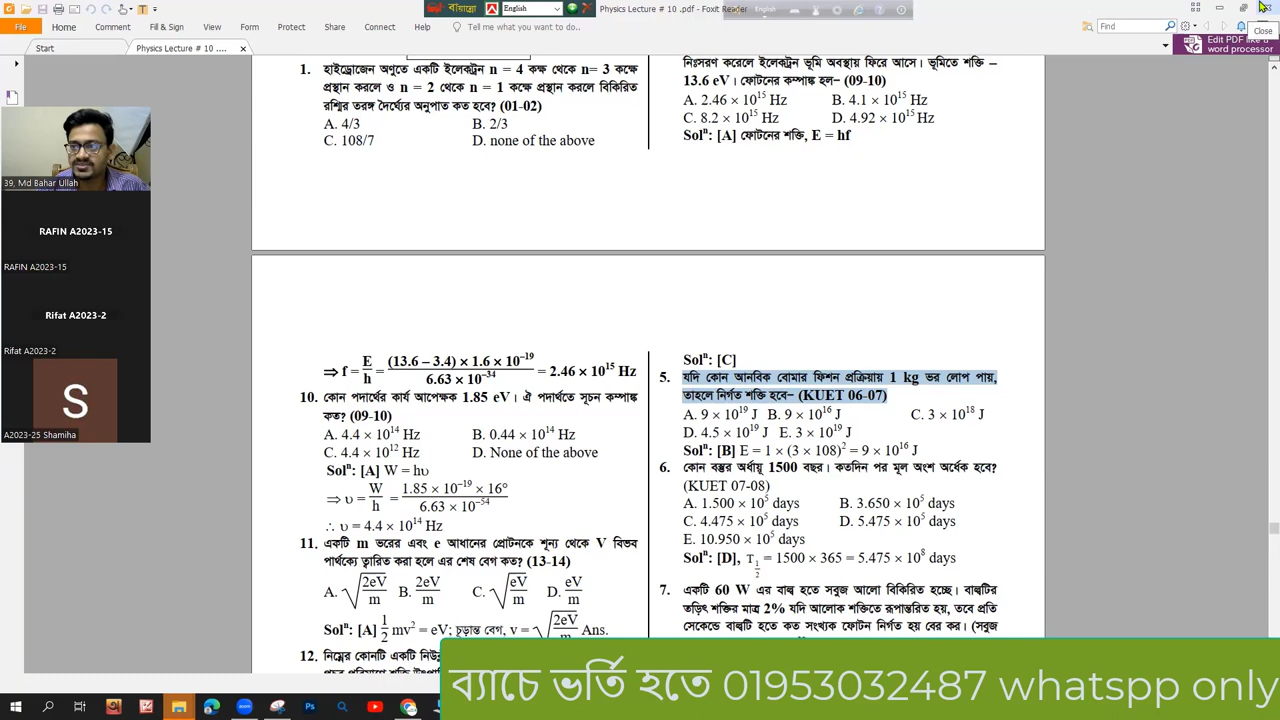 বায়ান্নো
English
Physics Lecture # 10 .pdf - Foxit Reader
English
File
Home
Comment
Fill & Sign
View
Form
Protect
Share
Connect
Help
Tell me what you want to do..
Find
Close
Start
Physics Lecture # 10 ....
Edit PDF like a
word processor
39, Md Bahar Ullah
RAFIN A2023-15
RAFIN A2023-15
Rifat A2023-2
Rifat A2023-2
S
A2023-25 Shamiha
1. হাইড্রোজেন অণুতে একটি ইলেকট্রন n = 4 কক্ষ থেকে n= 3 কক্ষে
প্রস্থান করলে ও n = 2 থেকে n = 1 কক্ষে প্রস্থান করলে বিকিরিত
রশ্মির তরঙ্গ দৈর্ঘ্যের অনুপাত কত হবে? (01-02)
A. 4/3 B. 2/3
C. 108/7 D. none of the above
নিঃসরণ করেলে ইলেকট্রন ভূমি অবস্থায় ফিরে আসে। ভূমিতে শক্তি –
13.6 eV। ফোটনের কম্পাঙ্ক হল– (09-10)
A. 2.46 × 10¹⁵ Hz B. 4.1 × 10¹⁵ Hz
C. 8.2 × 10¹⁵ Hz D. 4.92 × 10¹⁵ Hz
Solⁿ: [A] ফোটনের শক্তি, E = hf
⇒ f = E/h = (13.6 – 3.4) × 1.6 × 10⁻¹⁹ / 6.63 × 10⁻³⁴ = 2.46 × 10¹⁵ Hz
10. কোন পদার্থের কার্য আপেক্ষক 1.85 eV। ঐ পদার্থতে সূচন কম্পাঙ্ক
কত? (09-10)
A. 4.4 × 10¹⁴ Hz B. 0.44 × 10¹⁴ Hz
C. 4.4 × 10¹² Hz D. None of the above
Solⁿ: [A] W = hυ
⇒ υ = W/h = 1.85 × 10⁻¹⁹ × 16° / 6.63 × 10⁻⁵⁴
∴ υ = 4.4 × 10¹⁴ Hz
11. একটি m ভরের এবং e আধানের প্রোটনকে শূন্য থেকে V বিভব
পার্থক্যে ত্বারিত করা হলে এর শেষ বেগ কত? (13-14)
A. √(2eV/m) B. 2eV/m C. √(eV/m) D. eV/m
Solⁿ: [A] 1/2 mv² = eV; চূড়ান্ত বেগ, v = √(2eV/m) Ans.
12. নিম্নের কোনটি একটি
Solⁿ: [C]
5. যদি কোন আনবিক বোমার ফিশন প্রক্রিয়ায় 1 kg ভর লোপ পায়,
তাহলে নির্গত শক্তি হবে– (KUET 06-07)
A. 9 × 10¹⁹ J B. 9 × 10¹⁶ J C. 3 × 10¹⁸ J
D. 4.5 × 10¹⁹ J E. 3 × 10¹⁹ J
Solⁿ: [B] E = 1 × (3 × 108)² = 9 × 10¹⁶ J
6. কোন বস্তুর অর্ধায়ূ 1500 বছর। কতদিন পর মূল অংশ অর্ধেক হবে?
(KUET 07-08)
A. 1.500 × 10⁵ days B. 3.650 × 10⁵ days
C. 4.475 × 10⁵ days D. 5.475 × 10⁵ days
E. 10.950 × 10⁵ days
Solⁿ: [D], T½ = 1500 × 365 = 5.475 × 10⁸ days
7. একটি 60 W এর বাল্ব হতে সবুজ আলো বিকিরিত হচ্ছে। বাল্বটির
তড়িৎ শক্তির মাত্র 2% যদি আলোক শক্তিতে রূপান্তরিত হয়, তবে প্রতি
সেকেন্ডে বাল্বটি হতে কত সংখ্যক ফোটন নির্গত হয় বের কর। (সবুজ
ব্যাচে ভর্তি হতে 01953032487 whatspp only